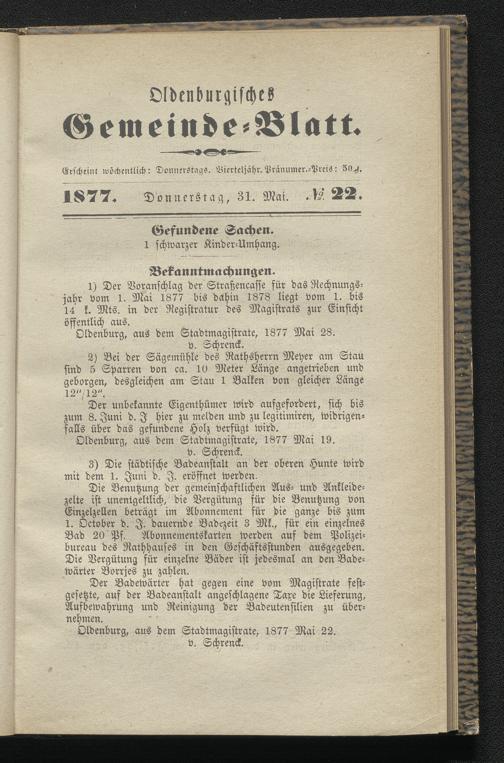 Oldenburgisches
Gemeinde-Blatt.
Erscheint wöchentlich: Donnerstags. Vierteljähr. Pränumer.-Preis: 50 ₰.
1877. Donnerstag, 31. Mai. № 22.
Gefundene Sachen.
1 schwarzer Kinder-Umhang.
Bekanntmachungen.
1) Der Voranschlag der Straßencasse für das Rechnungs-
jahr vom 1. Mai 1877 bis dahin 1878 liegt vom 1. bis
14 k. Mts. in der Registratur des Magistrats zur Einsicht
öffentlich aus.
Oldenburg, aus dem Stadtmagistrate, 1877 Mai 28.
v. Schrenck.
2) Bei der Sägemühle des Rathsherrn Meyer am Stau
sind 5 Sparren von ca. 10 Meter Länge angetrieben und
geborgen, desgleichen am Stau 1 Balken von gleicher Länge
12"/12".
Der unbekannte Eigenthümer wird aufgefordert, sich bis
zum 8. Juni d. J hier zu melden und zu legitimiren, widrigen-
falls über das gefundene Holz verfügt wird.
Oldenburg, aus dem Stadtmagistrate, 1877 Mai 19.
v. Schrenck.
3) Die städtische Badeanstalt an der oberen Hunte wird
mit dem 1. Juni d. J. eröffnet werden.
Die Benutzung der gemeinschaftlichen Aus- und Ankleide-
zelte ist unentgeltlich, die Vergütung für die Benutzung von
Einzelzellen beträgt im Abonnement für die ganze bis zum
1. October d. J. dauernde Badezeit 3 Mk., für ein einzelnes
Bad 20 Pf. Abonnementskarten werden auf dem Polizei-
bureau des Rathhauses in den Geschäftsstunden ausgegeben.
Die Vergütung für einzelne Bäder ist jedesmal an den Bade-
wärter Borrjes zu zahlen.
Der Badewärter hat gegen eine vom Magistrate fest-
gesetzte, auf der Badeanstalt angeschlagene Taxe die Lieferung,
Aufbewahrung und Reinigung der Badeutensilien zu über-
nehmen.
Oldenburg, aus dem Stadtmagistrate, 1877 Mai 22.
v. Schrenck.